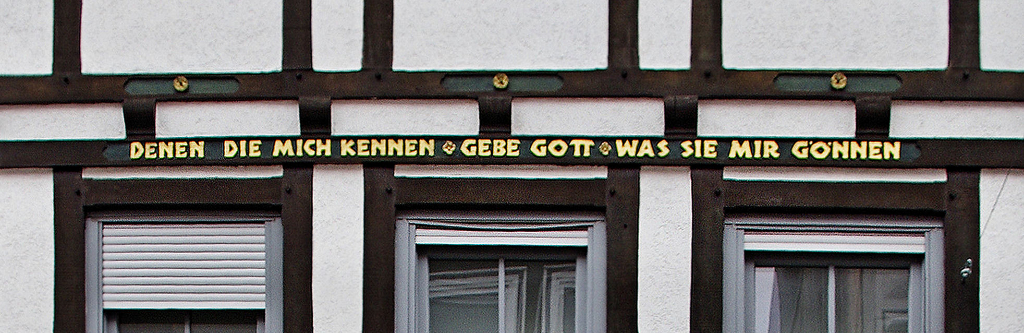 DENEN DIE MICH KENNEN • GEBE GOTT • WAS SIE MIR GÖNNEN